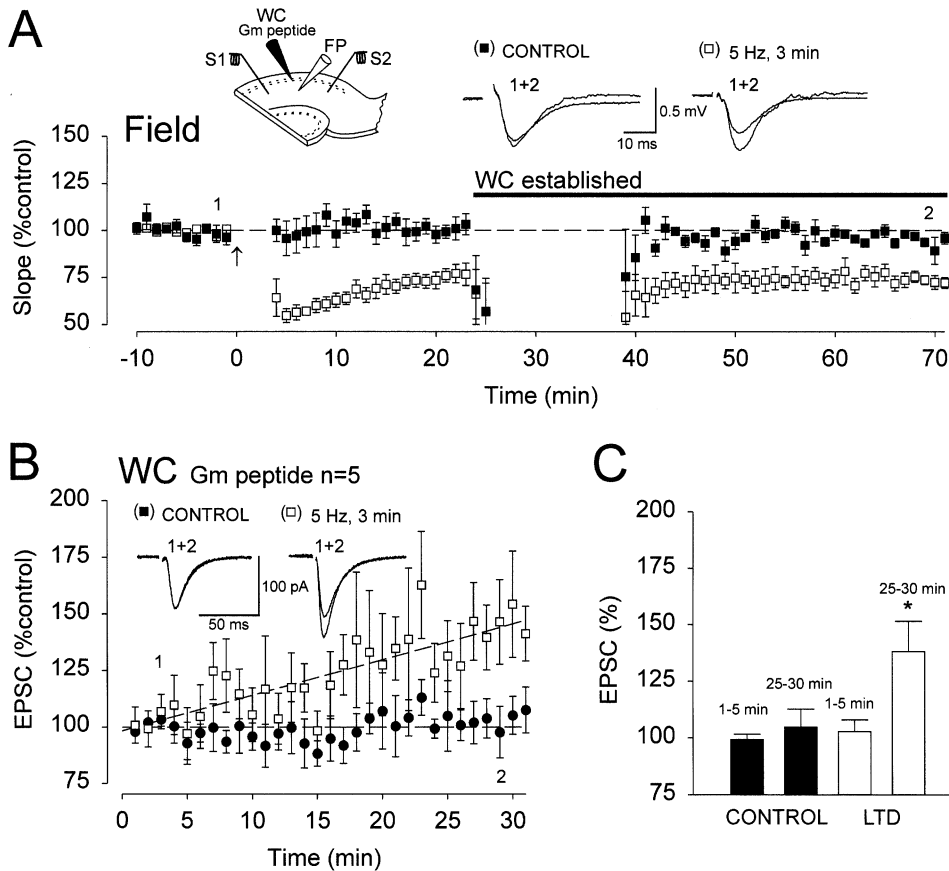 A
WC
Gm peptide
FP
S1
S2
(■) CONTROL
(□) 5 Hz, 3 min
1+2
1+2
0.5 mV
10 ms
Field
WC established
Slope (%control)
150
125
100
75
50
1
2
-10 0 10 20 30 40 50 60 70
Time (min)
B
WC Gm peptide n=5
(■) CONTROL
(□) 5 Hz, 3 min
1+2
1+2
100 pA
50 ms
EPSC (%control)
200
175
150
125
100
75
1
2
0 5 10 15 20 25 30
Time (min)
C
EPSC (%)
200
175
150
125
100
75
1-5 min
25-30 min
1-5 min
25-30 min
*
CONTROL LTD